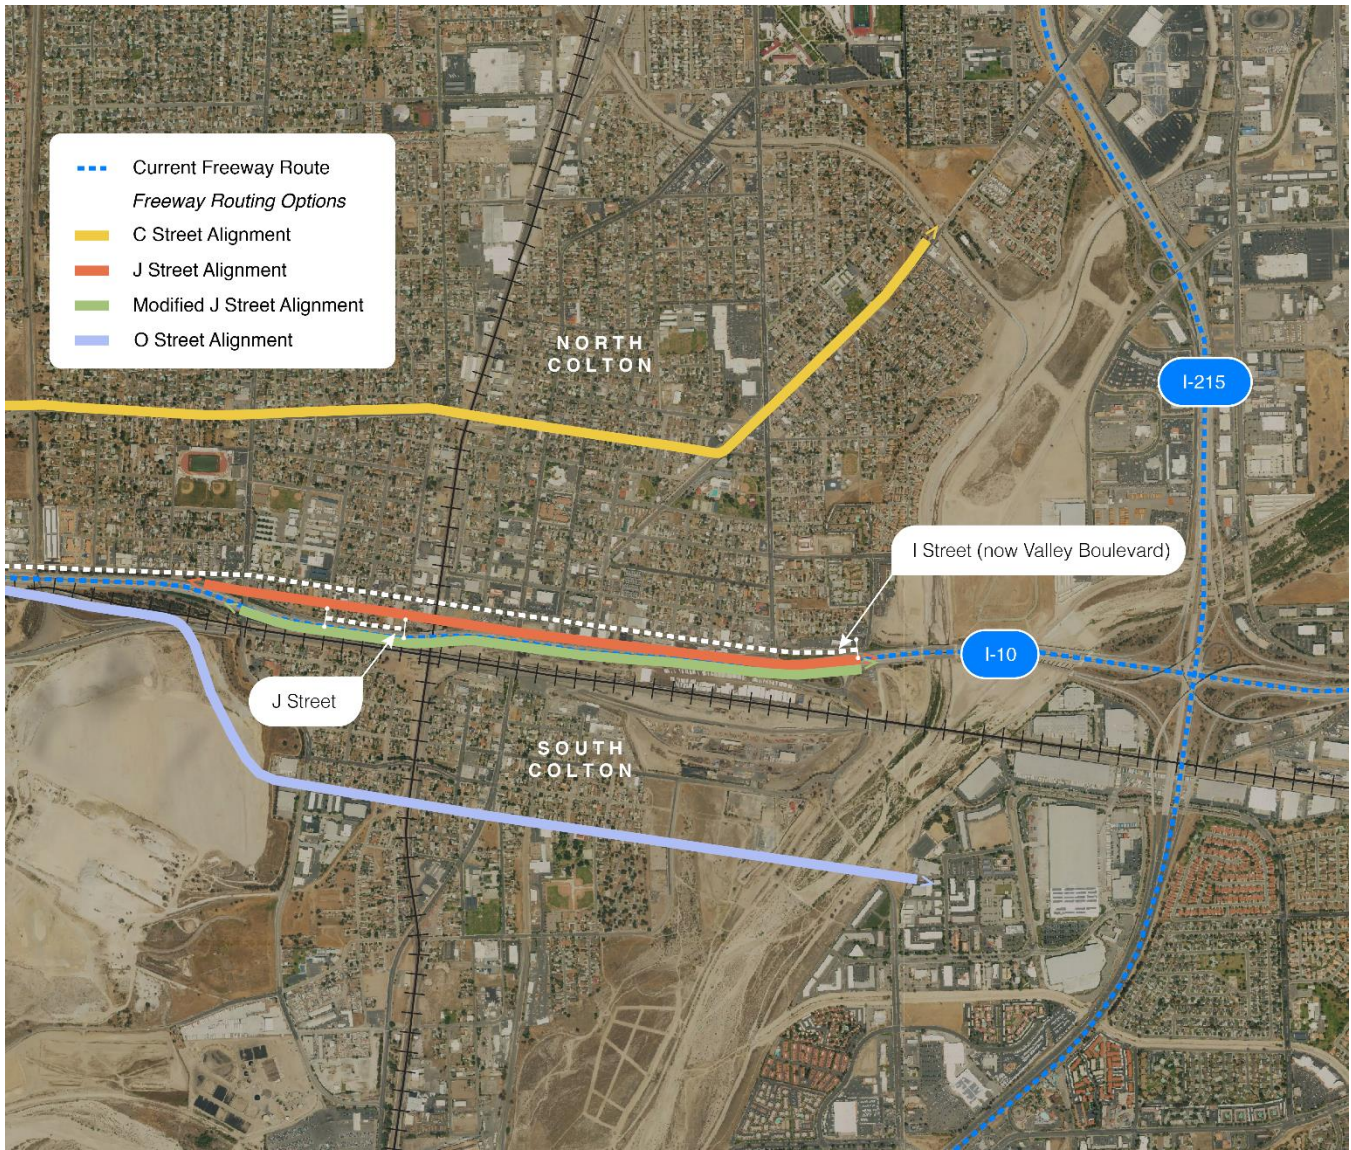 Current Freeway Route
Freeway Routing Options
C Street Alignment
J Street Alignment
Modified J Street Alignment
O Street Alignment
NORTH
COLTON
I-215
I Street (now Valley Boulevard)
I-10
J Street
SOUTH
COLTON